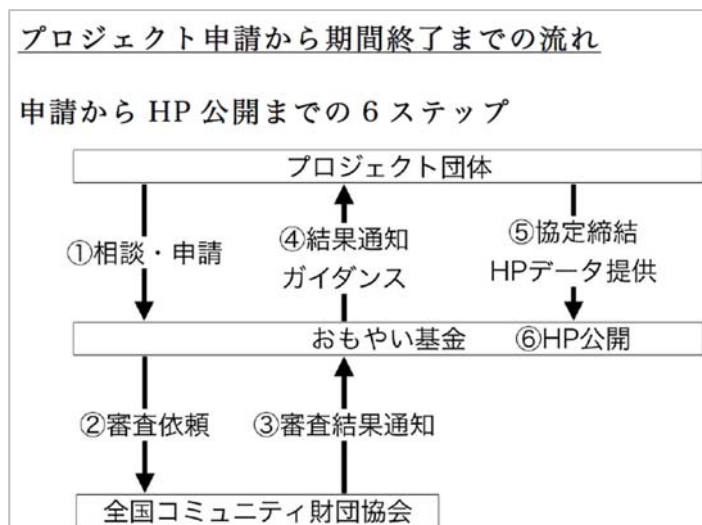 プロジェクト申請から期間終了までの流れ
申請から HP 公開までの 6 ステップ
プロジェクト団体
①相談・申請
④結果通知
ガイダンス
⑤協定締結
HPデータ提供
おもやい基金
⑥HP公開
②審査依頼
③審査結果通知
全国コミュニティ財団協会